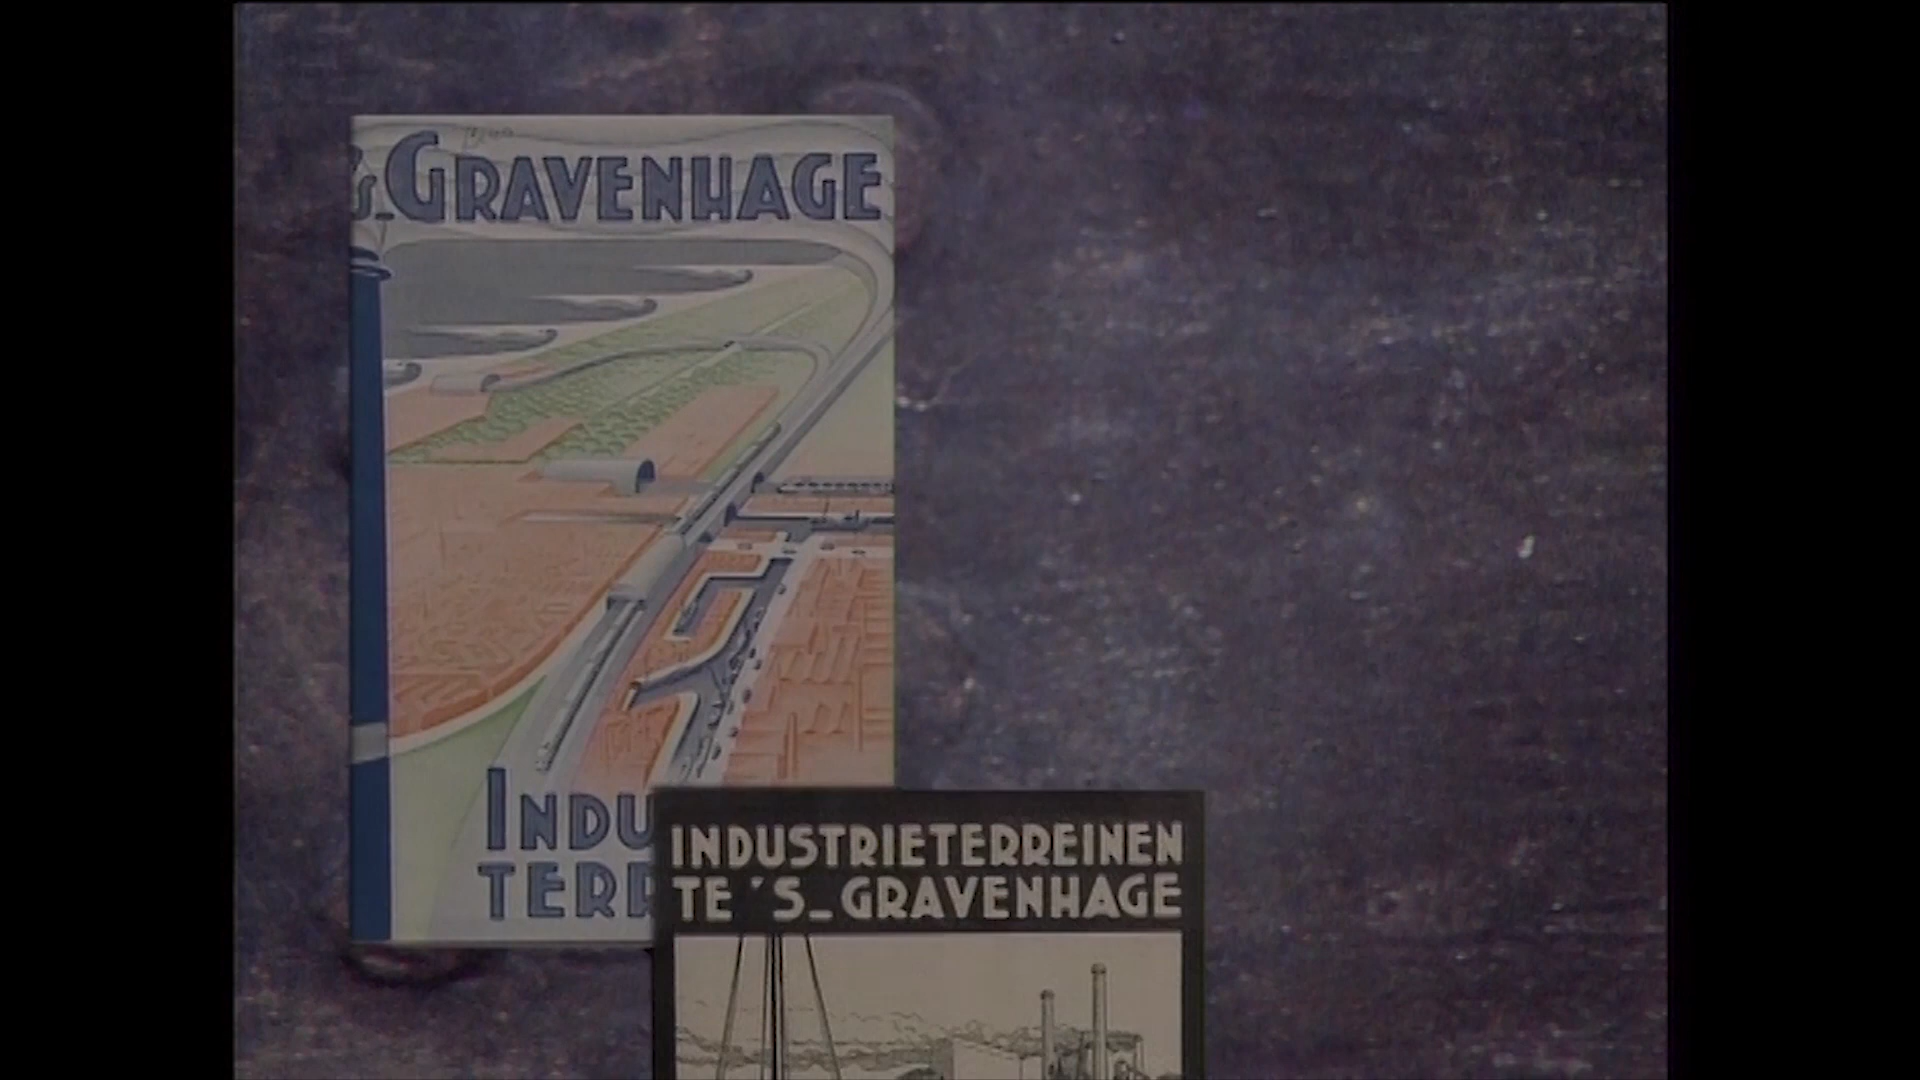 's_GRAVENHAGE
INDU
TERR
INDUSTRIETERREINEN
TE 'S_GRAVENHAGE